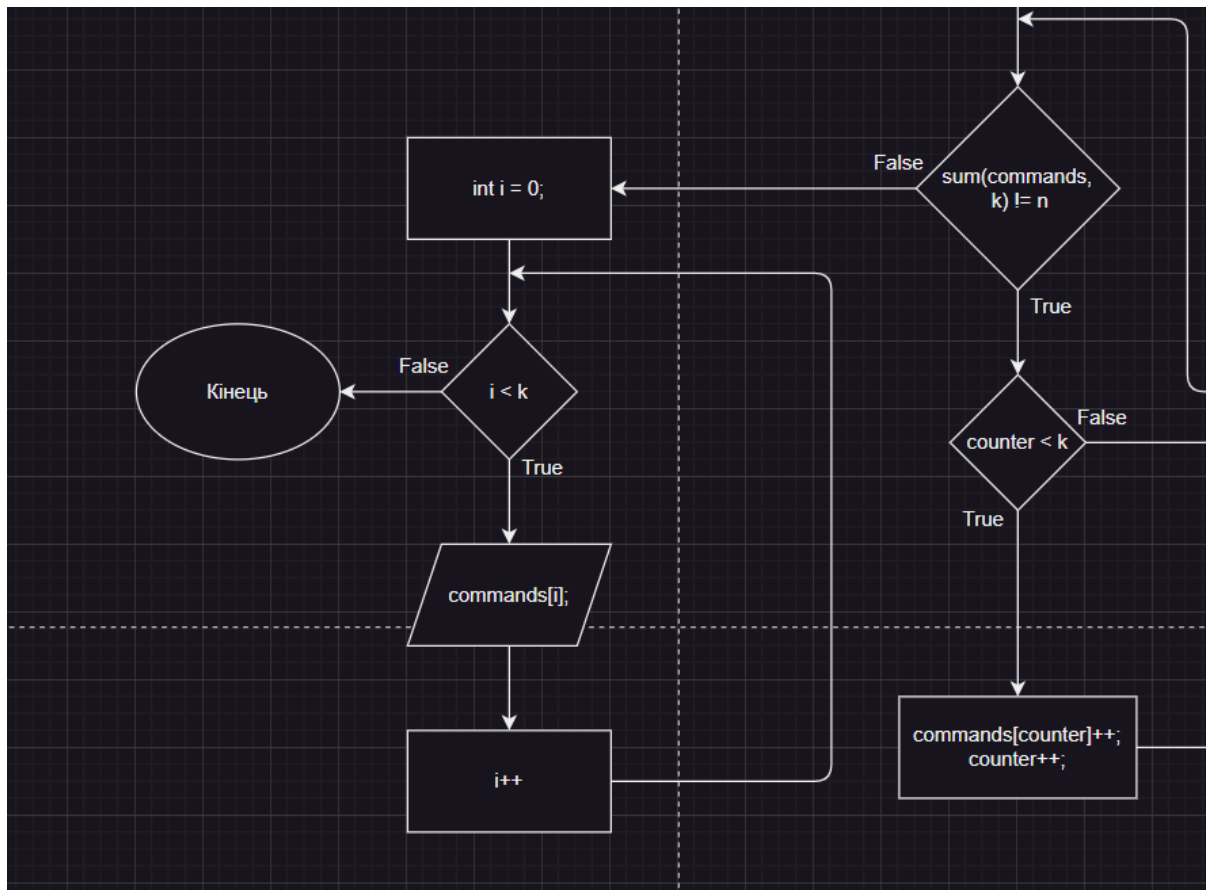 False
sum(commands,
k) != n
int i = 0;
True
False
Кінець
i < k
counter < k
False
True
True
commands[i];
commands[counter]++;
counter++;
i++